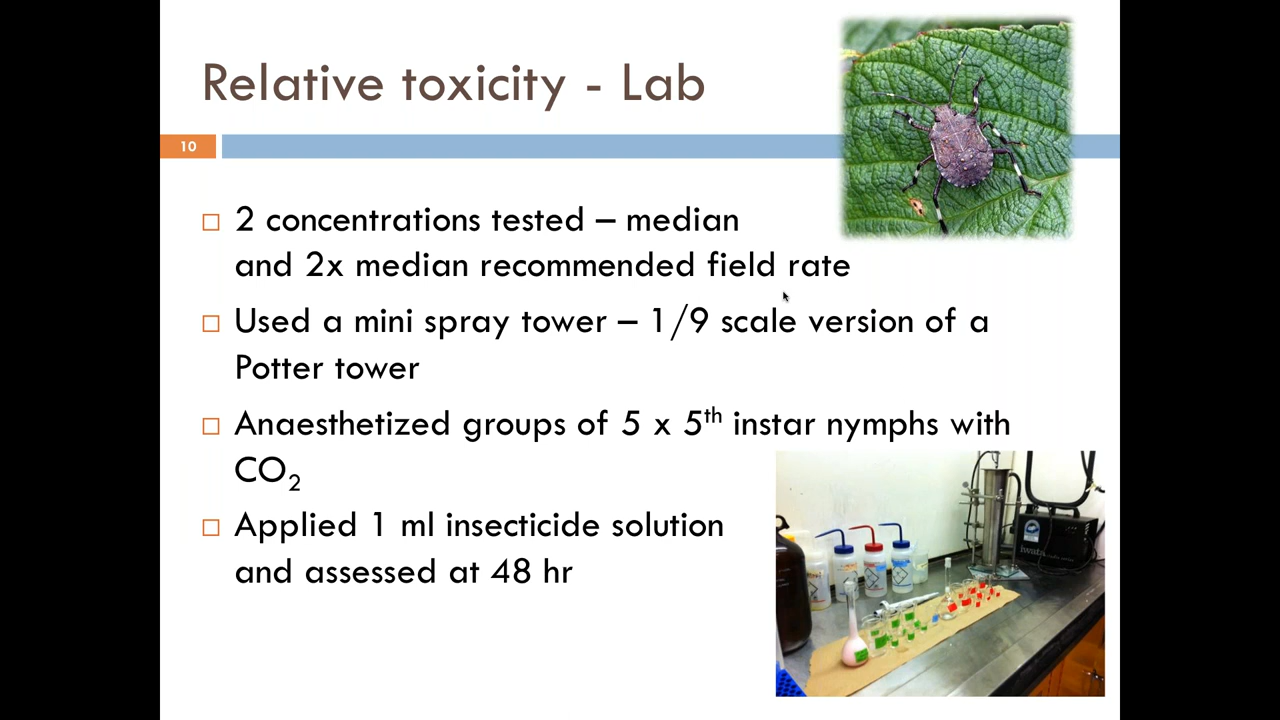 Relative toxicity - Lab
10
2 concentrations tested – median
and 2x median recommended field rate
Used a mini spray tower – 1/9 scale version of a
Potter tower
Anaesthetized groups of 5 x 5th instar nymphs with
CO2
Applied 1 ml insecticide solution
and assessed at 48 hr
iwata